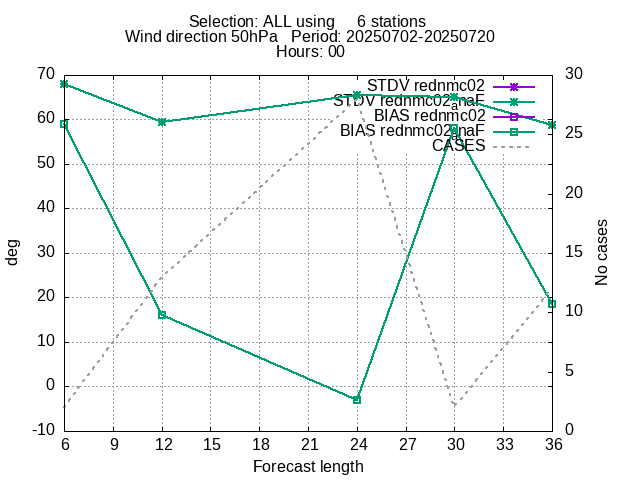 Selection: ALL using 6 stations
Wind direction 50hPa Period: 20250702-20250720
Hours: 00
70
60
50
40
30
20
10
0
-10
deg
STDV rednmc02
STDV rednmc02anaF
BIAS rednmc02
BIAS rednmc02anaF
CASES
30
25
20
15
10
5
0
No cases
6 9 12 15 18 21 24 27 30 33 36
Forecast length